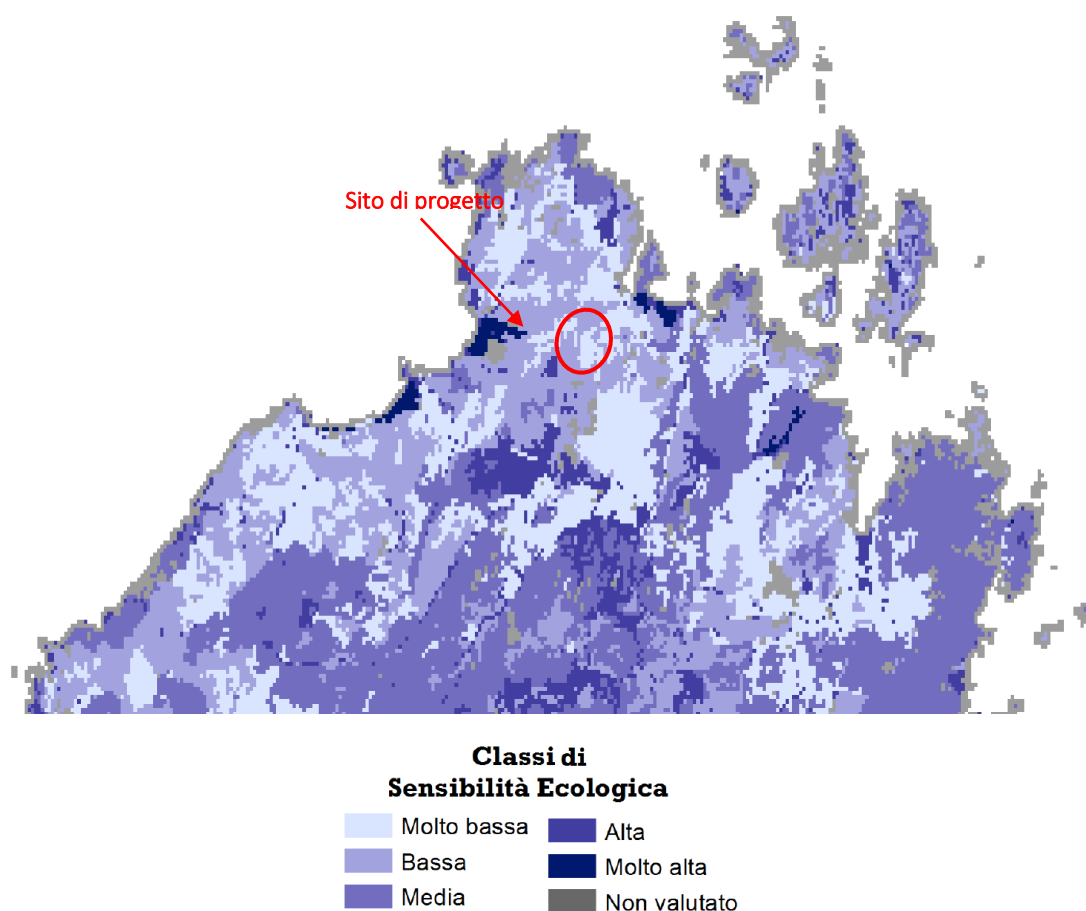 Sito di progetto
Classi di
Sensibilità Ecologica
Molto bassa
Bassa
Media
Alta
Molto alta
Non valutato